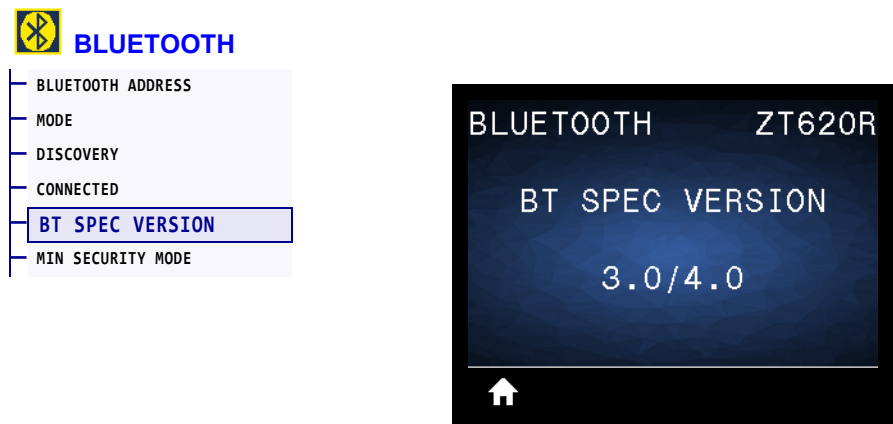 BLUETOOTH
BLUETOOTH ADDRESS
MODE
DISCOVERY
CONNECTED
BT SPEC VERSION
MIN SECURITY MODE
BLUETOOTH ZT620R
BT SPEC VERSION
3.0/4.0